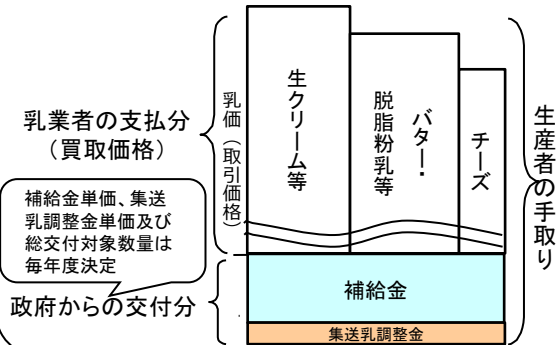 乳業者の支払分
（買取価格）
補給金単価、集送
乳調整金単価及び
総交付対象数量は
毎年度決定
政府からの交付分
乳価（取引価格）
生クリーム等
バター・
脱脂粉乳等
チーズ
補給金
集送乳調整金
生産者の手取り